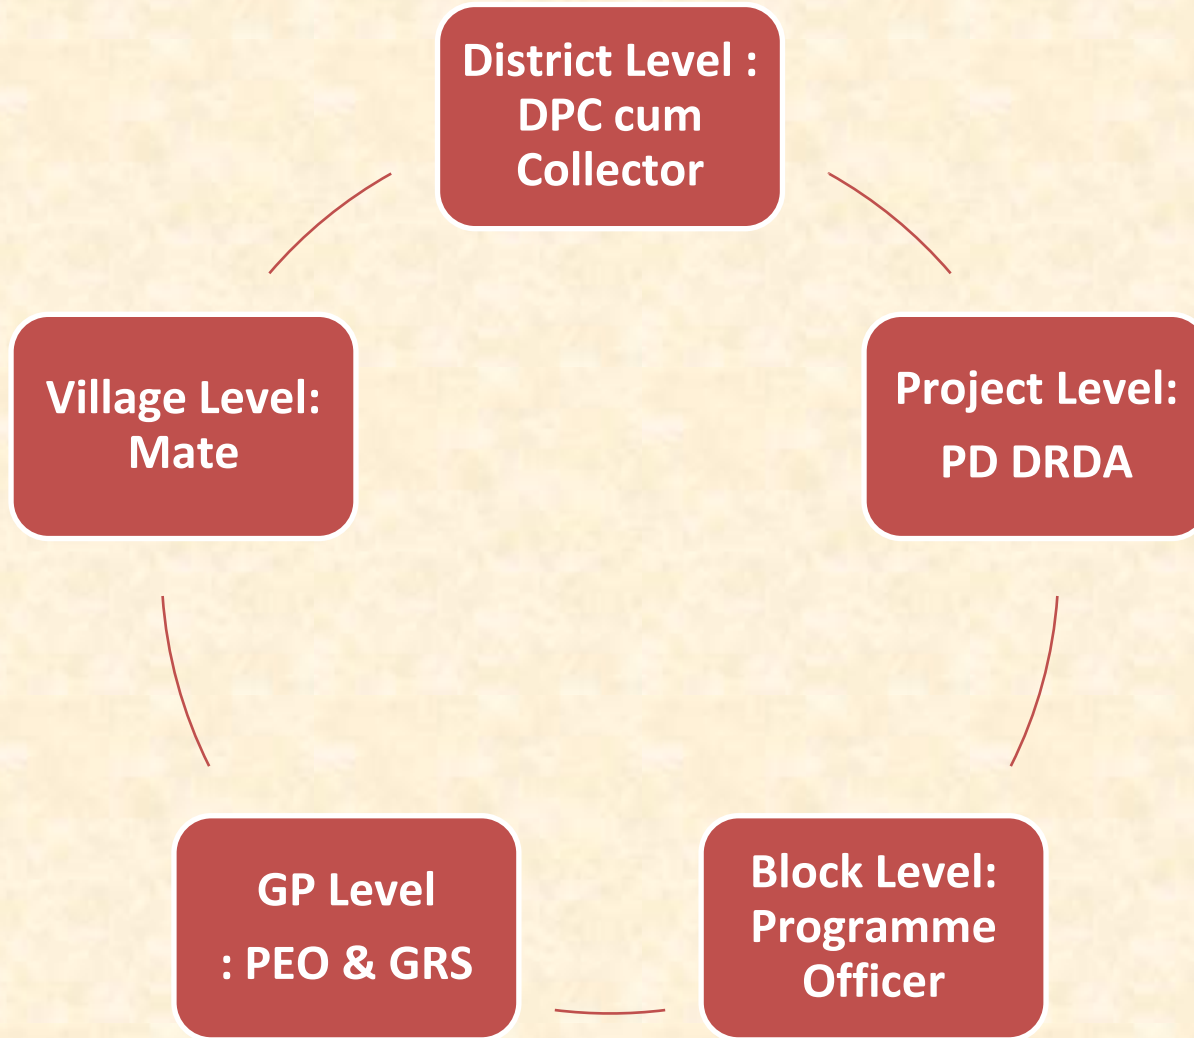 District Level :
DPC cum
Collector
Project Level:
PD DRDA
Block Level:
Programme
Officer
GP Level
: PEO & GRS
Village Level:
Mate